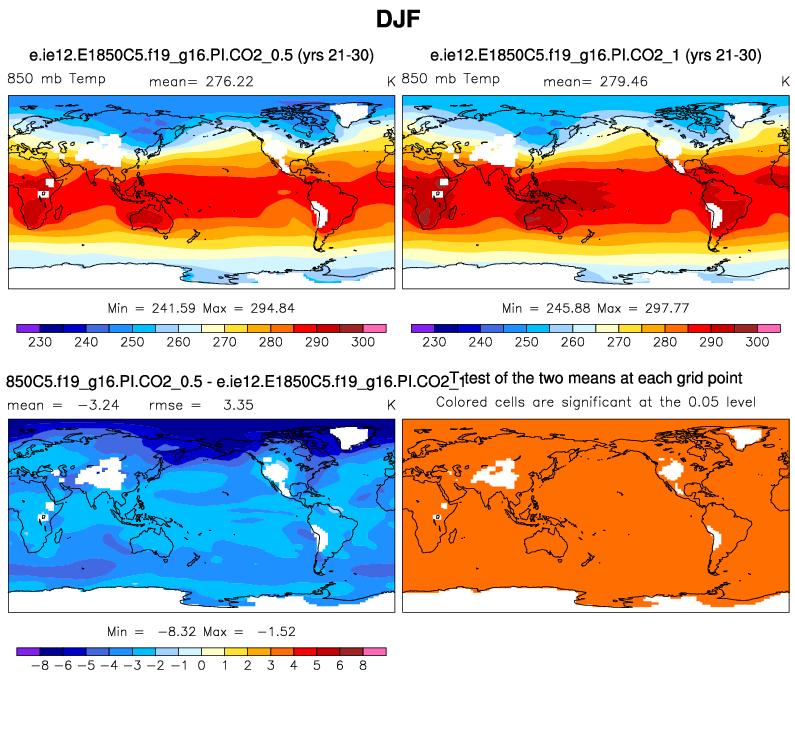 DJF
e.ie12.E1850C5.f19_g16.PI.CO2_0.5 (yrs 21-30)
850 mb Temp mean= 276.22 K
Min = 241.59 Max = 294.84
230 240 250 260 270 280 290 300
e.ie12.E1850C5.f19_g16.PI.CO2_1 (yrs 21-30)
850 mb Temp mean= 279.46 K
Min = 245.88 Max = 297.77
230 240 250 260 270 280 290 300
850C5.f19_g16.PI.CO2_0.5 - e.ie12.E1850C5.f19_g16.PI.CO2_1
mean = -3.24 rmse = 3.35 K
Min = -8.32 Max = -1.52
-8 -6 -5 -4 -3 -2 -1 0 1 2 3 4 5 6 8
T-test of the two means at each grid point
Colored cells are significant at the 0.05 level